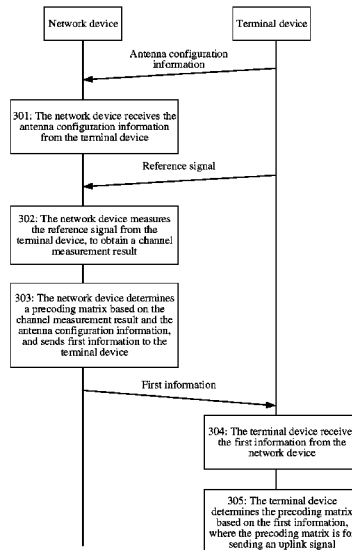 Network device
Terminal device
Antenna configuration
information
301: The network device receives the
antenna configuration information
from the terminal device
Reference signal
302: The network device measures
the reference signal from the
terminal device, to obtain a channel
measurement result
303: The network device determines
a precoding matrix based on the
channel measurement result and the
antenna configuration information,
and sends first information to the
terminal device
First information
304: The terminal device receive
the first information from the
network device
305: The terminal device
determines the precoding matrix
based on the first information,
where the precoding matrix is fo
sending an uplink signal